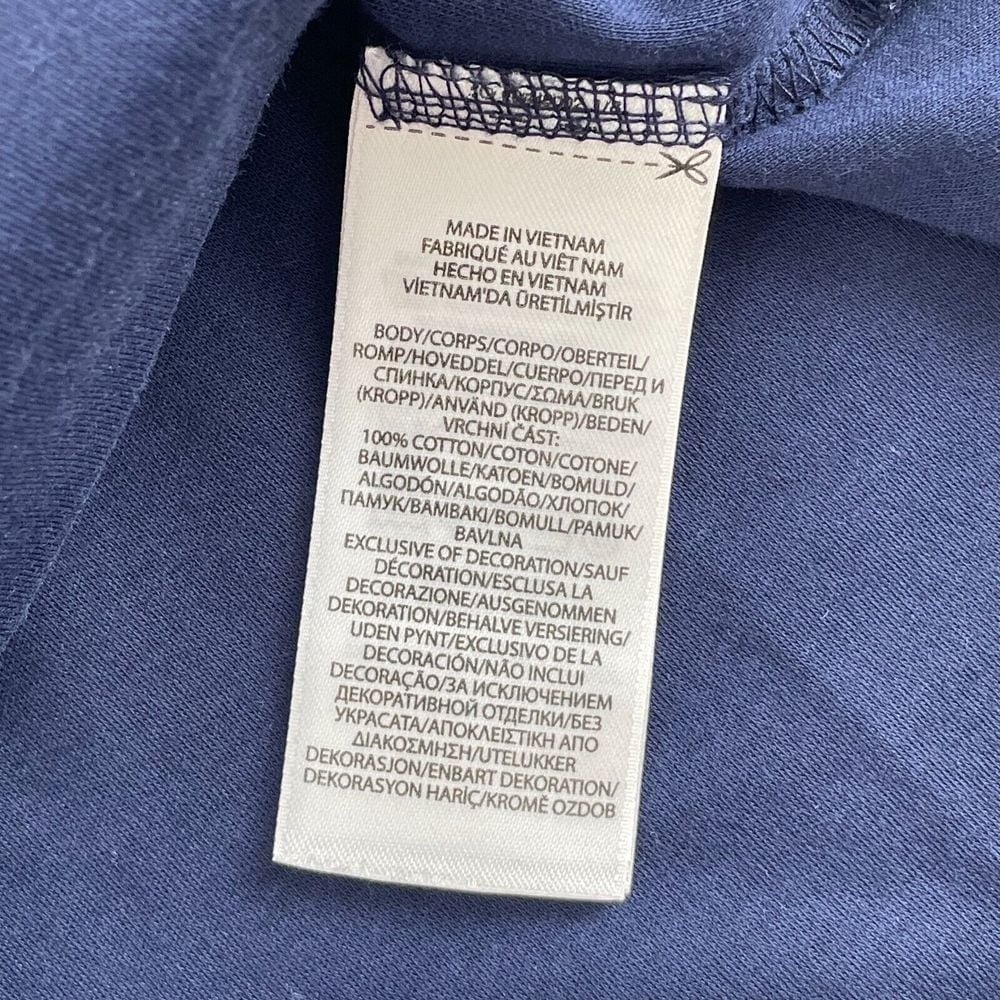 MADE IN VIETNAM
FABRIQUÉ AU VIÊT NAM
HECHO EN VIETNAM
VİETNAM'DA ÜRETİLMİŞTİR
BODY/CORPS/CORPO/OBERTEIL/
ROMP/HOVEDDEL/CUERPO/ПЕРЕД И
СПИНКА/КОРПУС/ΣΩΜΑ/BRUK
(KROPP)/ANVÄND (KROPP)/BEDEN/
VRCHNÍ ČÁST:
100% COTTON/COTON/COTONE/
BAUMWOLLE/KATOEN/BOMULD/
ALGODÓN/ALGODÃO/ХЛОПОК/
ПАМУК/ΒΑΜΒΑΚΙ/BOMULL/PAMUK/
BAVLNA
EXCLUSIVE OF DECORATION/SAUF
DÉCORATION/ESCLUSA LA
DECORAZIONE/AUSGENOMMEN
DEKORATION/BEHALVE VERSIERING/
UDEN PYNT/EXCLUSIVO DE LA
DECORACIÓN/NÃO INCLUI
DECORAÇÃO/ЗА ИСКЛЮЧЕНИЕМ
ДЕКОРАТИВНОЙ ОТДЕЛКИ/БЕЗ
УКРАСАТА/ΑΠΟΚΛΕΙΣΤΙΚΗ ΑΠΟ
ΔΙΑΚΟΣΜΗΣΗ/UTELUKKER
DEKORASJON/ENBART DEKORATION/
DEKORASYON HARİÇ/KROMĚ OZDOB